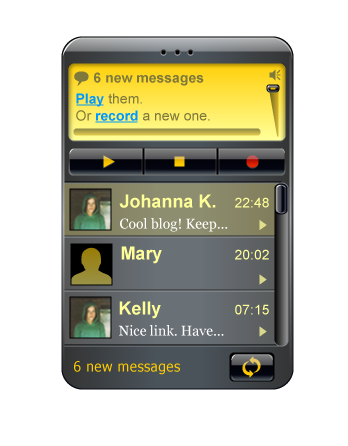 6 new messages
Play them.
Or record a new one.
Johanna K. 22:48
Cool blog! Keep...
Mary 20:02
Kelly 07:15
Nice link. Have...
6 new messages